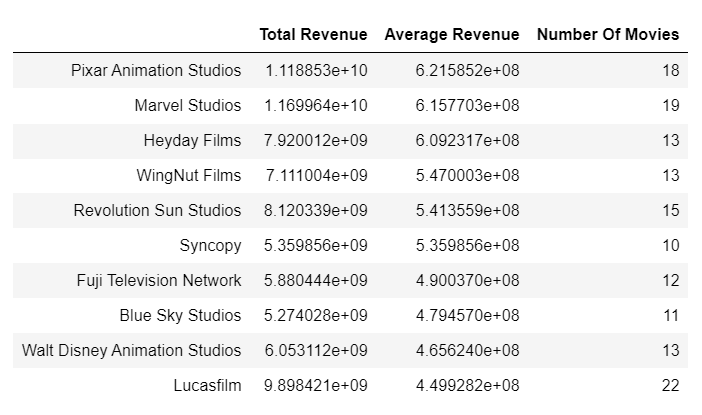 Total Revenue Average Revenue Number Of Movies
Pixar Animation Studios 1.118853e+10 6.215852e+08 18
Marvel Studios 1.169964e+10 6.157703e+08 19
Heyday Films 7.920012e+09 6.092317e+08 13
WingNut Films 7.111004e+09 5.470003e+08 13
Revolution Sun Studios 8.120339e+09 5.413559e+08 15
Syncopy 5.359856e+09 5.359856e+08 10
Fuji Television Network 5.880444e+09 4.900370e+08 12
Blue Sky Studios 5.274028e+09 4.794570e+08 11
Walt Disney Animation Studios 6.053112e+09 4.656240e+08 13
Lucasfilm 9.898421e+09 4.499282e+08 22